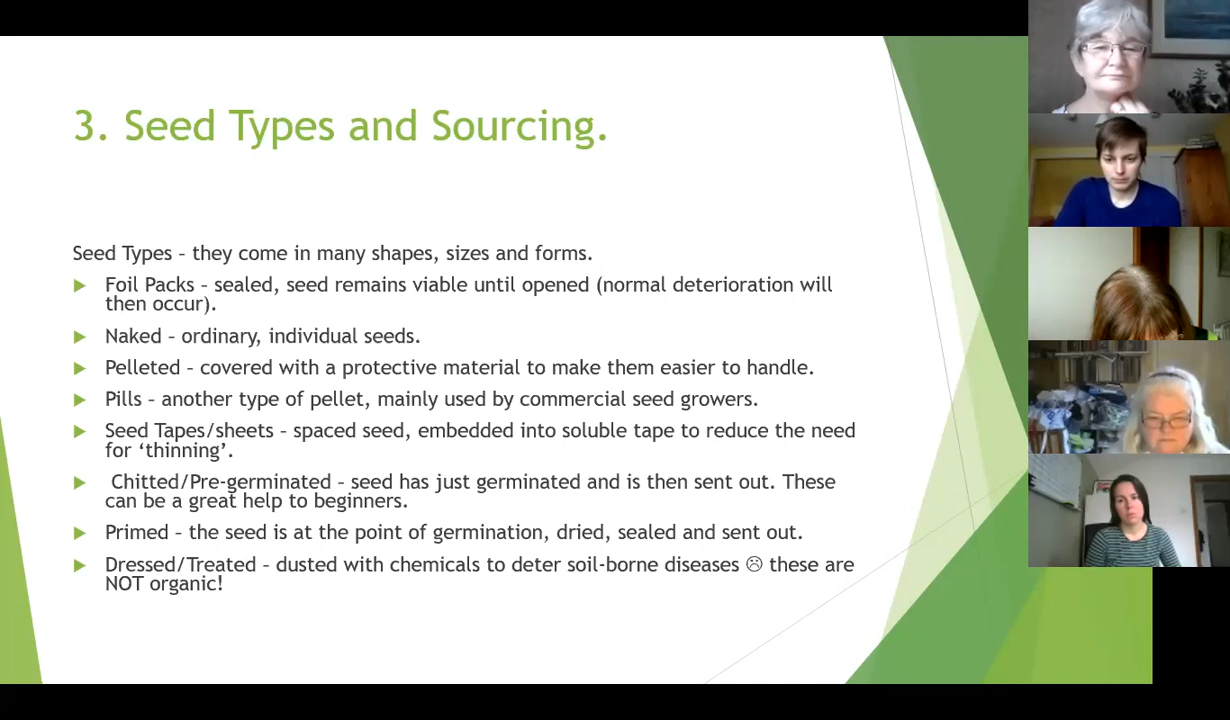 3. Seed Types and Sourcing.
Seed Types – they come in many shapes, sizes and forms.
Foil Packs – sealed, seed remains viable until opened (normal deterioration will
then occur).
Naked – ordinary, individual seeds.
Pelleted – covered with a protective material to make them easier to handle.
Pills – another type of pellet, mainly used by commercial seed growers.
Seed Tapes/sheets – spaced seed, embedded into soluble tape to reduce the need
for ‘thinning’.
Chitted/Pre-germinated – seed has just germinated and is then sent out. These
can be a great help to beginners.
Primed – the seed is at the point of germination, dried, sealed and sent out.
Dressed/Treated – dusted with chemicals to deter soil-borne diseases ☹ these are
NOT organic!